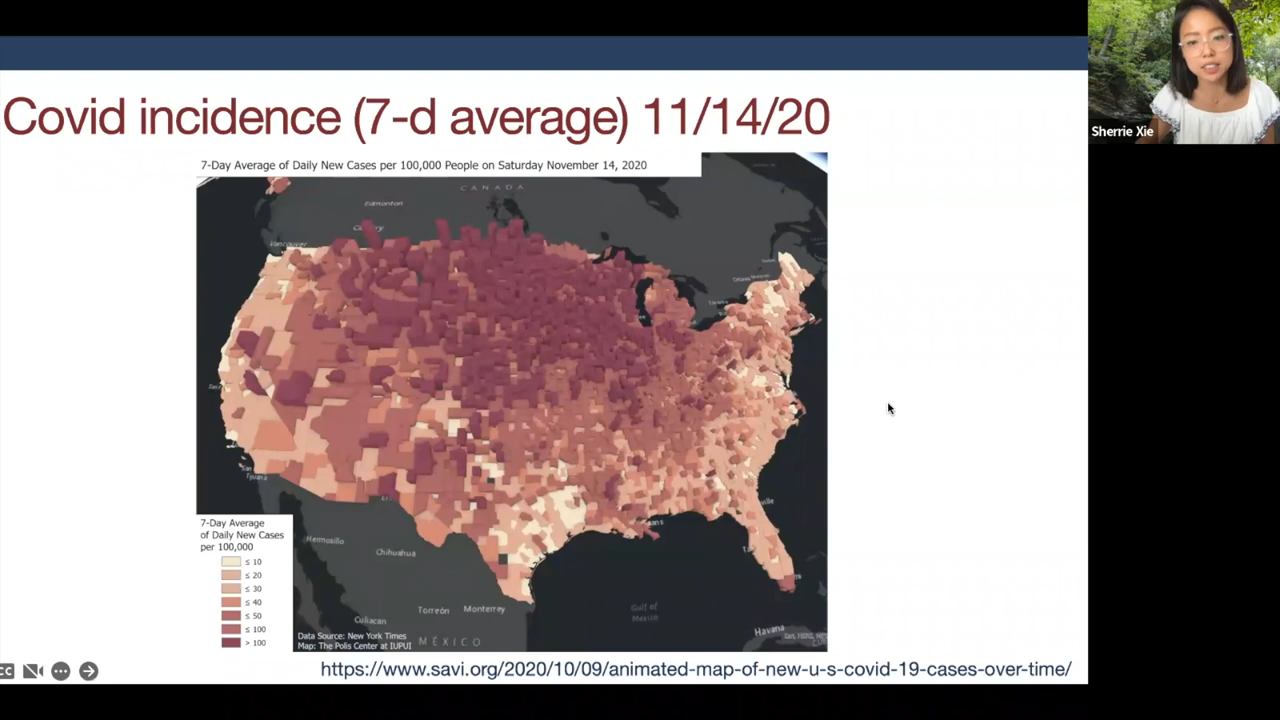 Covid incidence (7-d average) 11/14/20
Sherrie Xie
7-Day Average of Daily New Cases per 100,000 People on Saturday November 14, 2020
CANADA
Edmonton
Calgary
Vancouver
Tijuana
Hermosillo
Chihuahua
Torreón
Monterrey
Culiacan
MÉXICO
Gulf of
Mexico
Havana
7-Day Average
of Daily New Cases
per 100,000
≤ 10
≤ 20
≤ 30
≤ 40
≤ 50
≤ 100
> 100
Data Source: New York Times
Map: The Polis Center at IUPUI
https://www.savi.org/2020/10/09/animated-map-of-new-u-s-covid-19-cases-over-time/